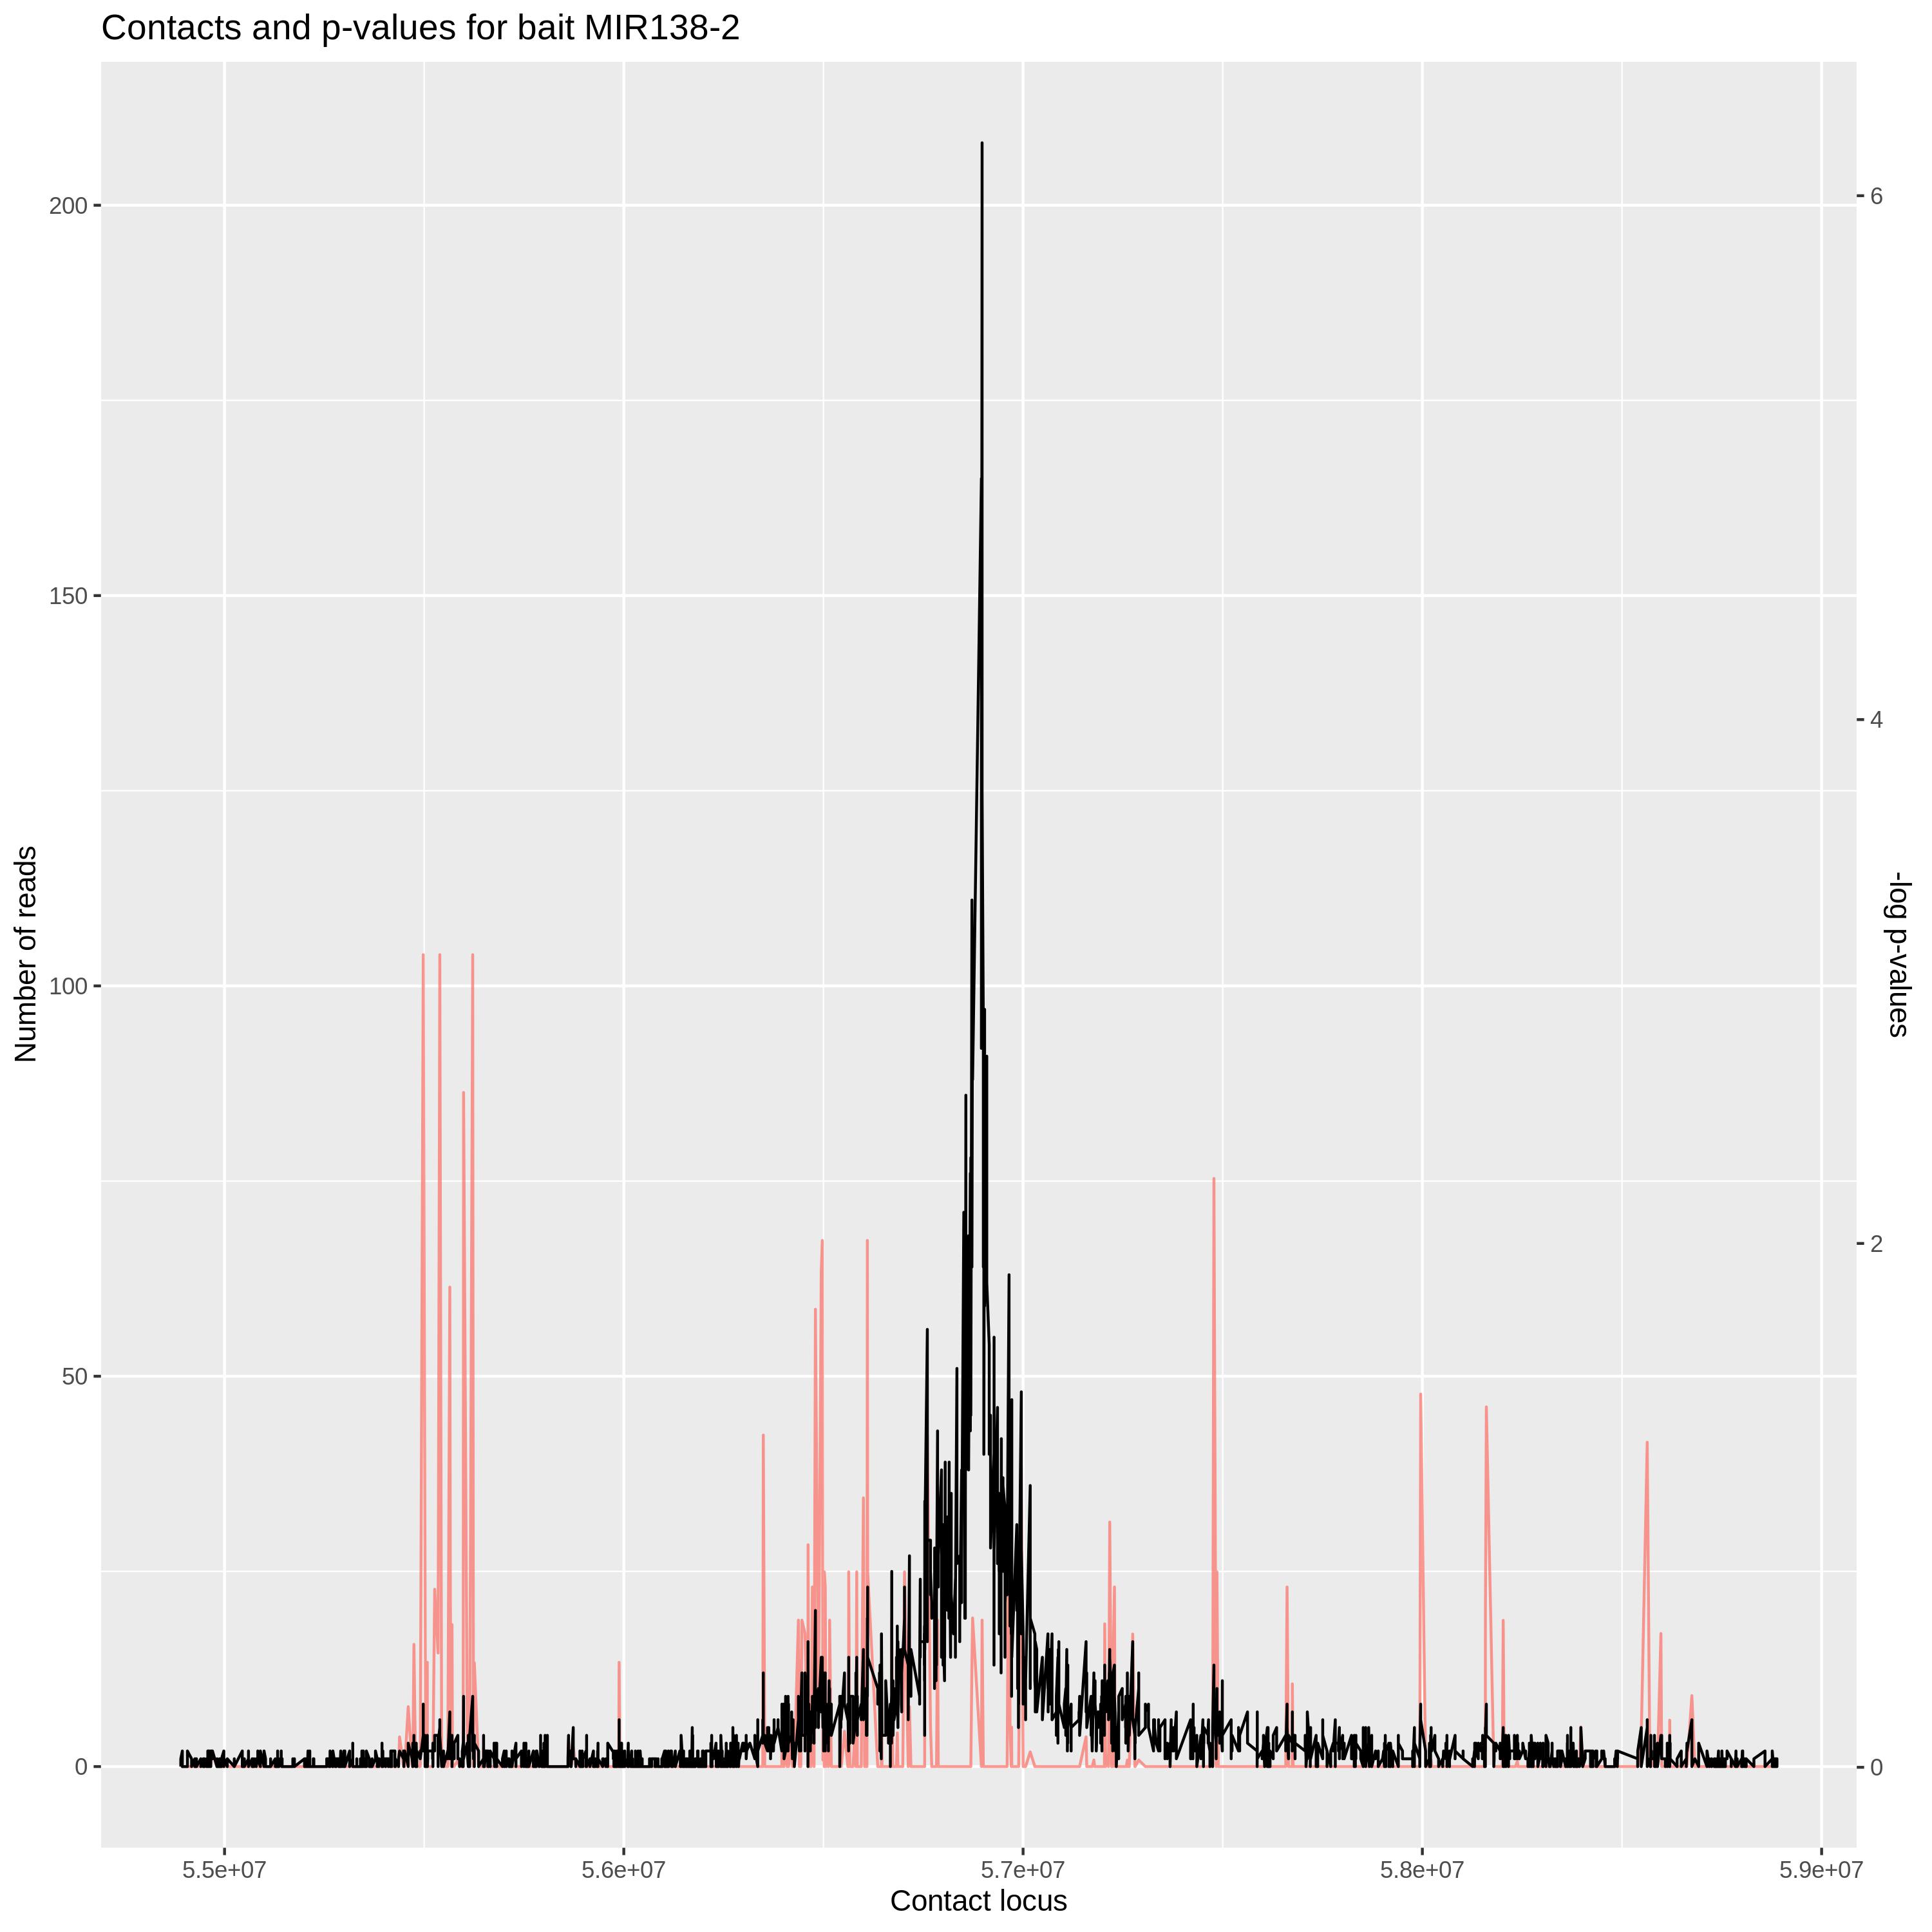 Contacts and p-values for bait MIR138-2
200
150
100
50
0
6
4
2
0
Number of reads
-log p-values
5.5e+07 5.6e+07 5.7e+07 5.8e+07 5.9e+07
Contact locus